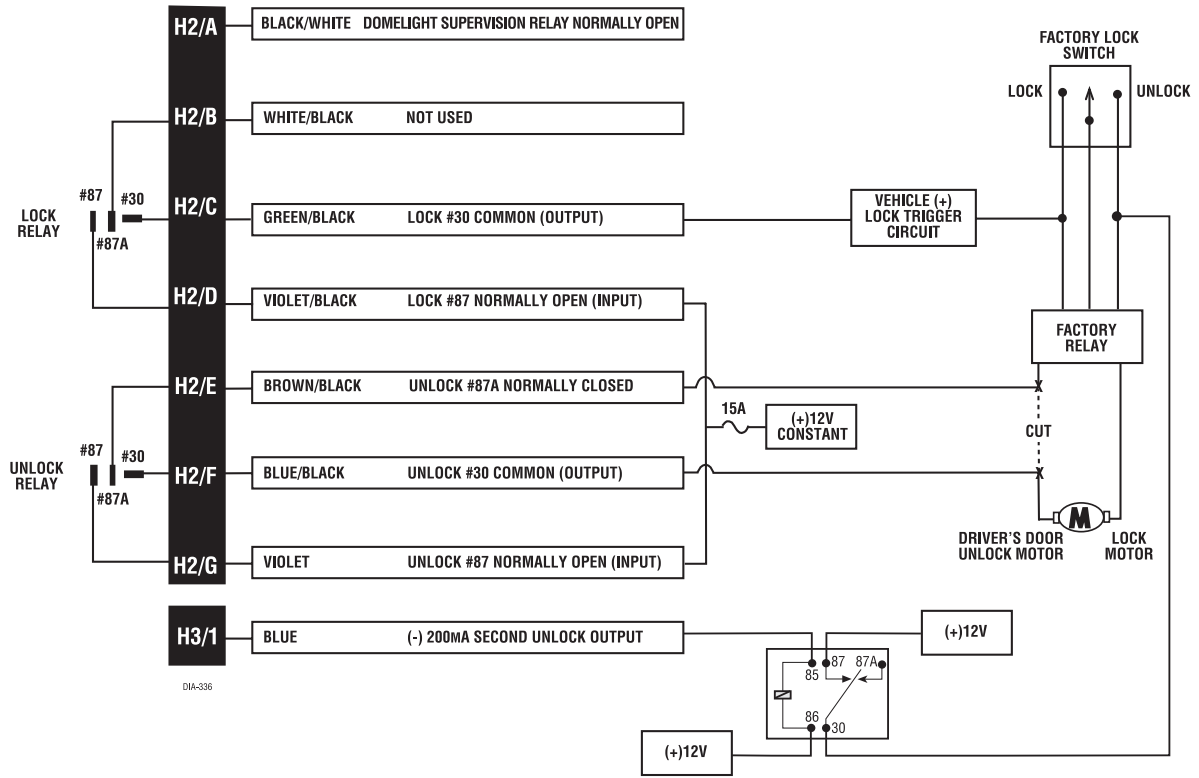 H2/A
BLACK/WHITE DOMELIGHT SUPERVISION RELAY NORMALLY OPEN
FACTORY LOCK
SWITCH
LOCK
UNLOCK
H2/B
WHITE/BLACK NOT USED
#87
#30
#87A
LOCK
RELAY
H2/C
GREEN/BLACK LOCK #30 COMMON (OUTPUT)
VEHICLE (+)
LOCK TRIGGER
CIRCUIT
H2/D
VIOLET/BLACK LOCK #87 NORMALLY OPEN (INPUT)
FACTORY
RELAY
H2/E
BROWN/BLACK UNLOCK #87A NORMALLY CLOSED
X
15A
(+)12V
CONSTANT
CUT
#87
#30
#87A
UNLOCK
RELAY
H2/F
BLUE/BLACK UNLOCK #30 COMMON (OUTPUT)
X
M
DRIVER'S DOOR
UNLOCK MOTOR
LOCK
MOTOR
H2/G
VIOLET UNLOCK #87 NORMALLY OPEN (INPUT)
H3/1
BLUE (-) 200MA SECOND UNLOCK OUTPUT
(+)12V
87
87A
85
86
30
(+)12V
DIA-336